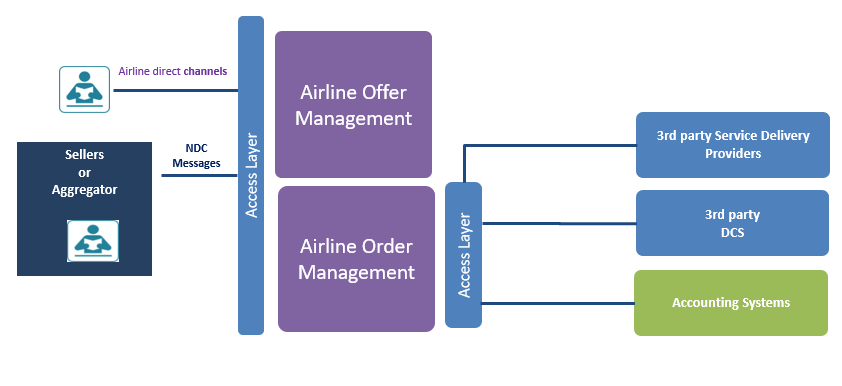 Airline direct channels
Sellers
or
Aggregator
NDC
Messages
Access Layer
Airline Offer
Management
Airline Order
Management
Access Layer
3rd party Service Delivery
Providers
3rd party
DCS
Accounting Systems